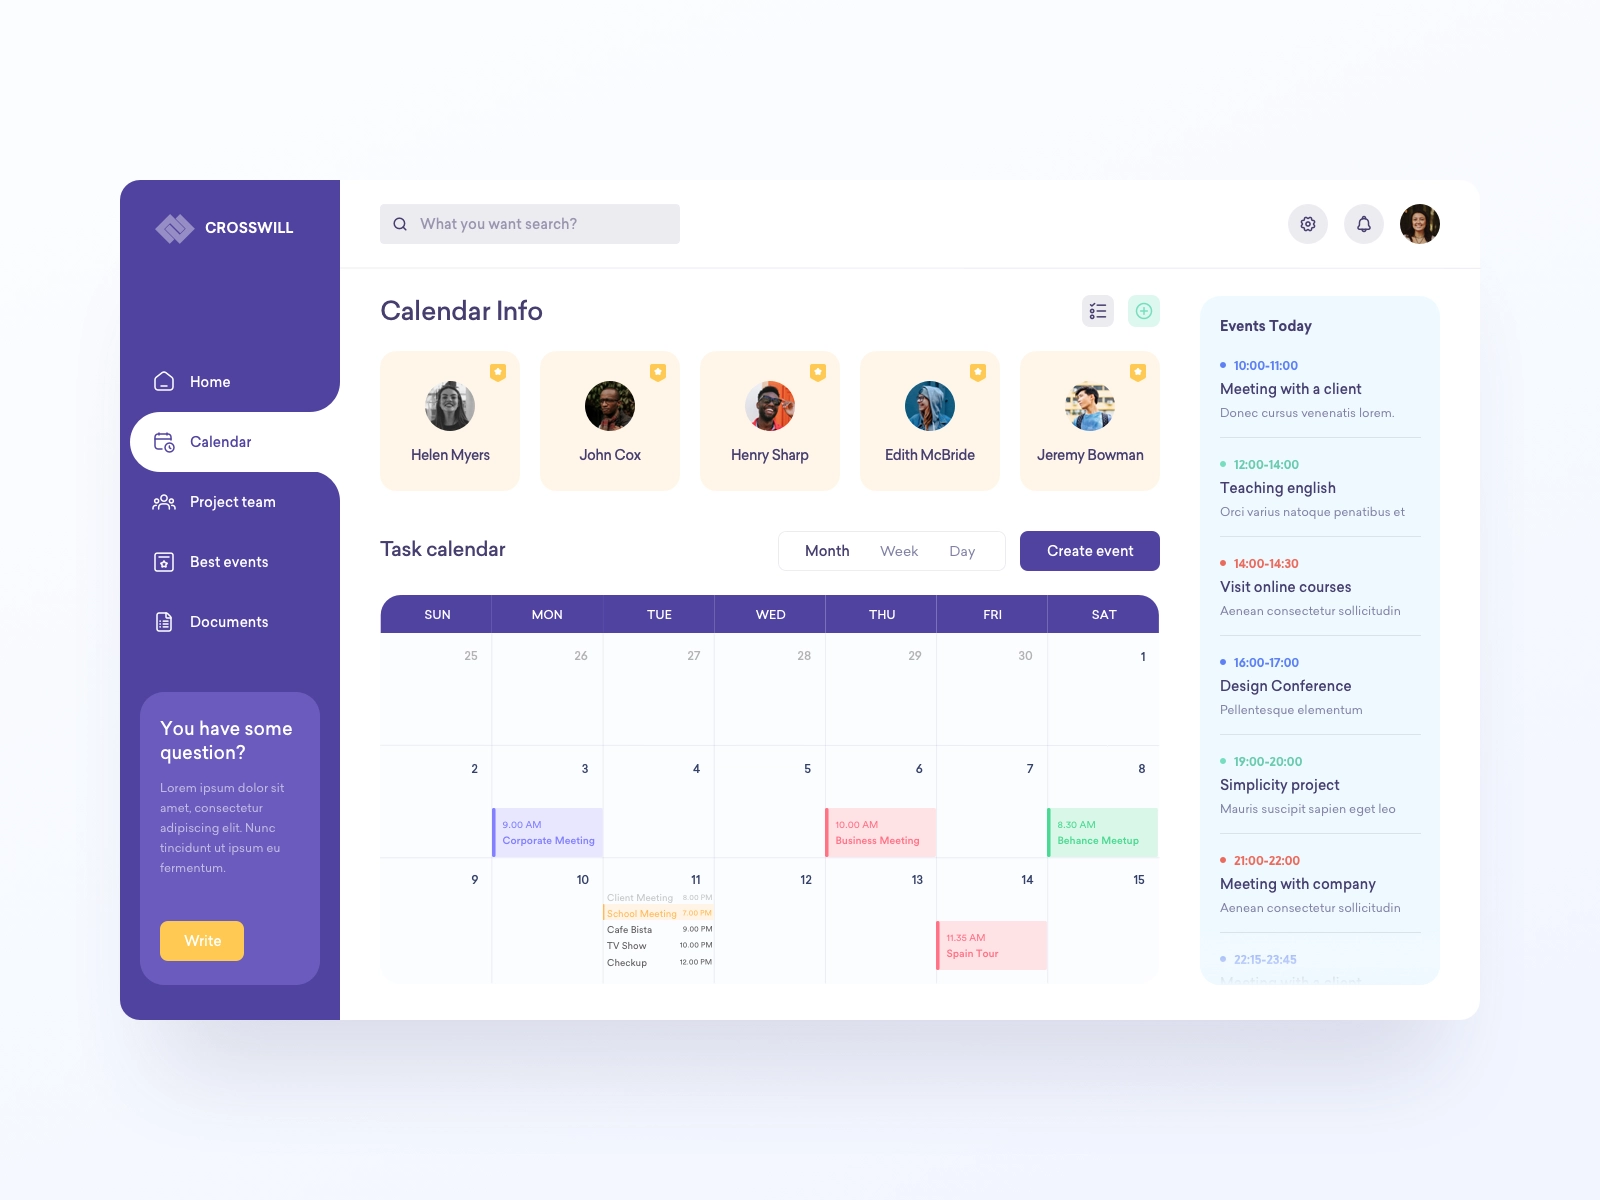 CROSSWILL
What you want search?
Home
Calendar
Project team
Best events
Documents
You have some
question?
Lorem ipsum dolor sit
amet, consectetur
adipiscing elit. Nunc
tincidunt ut ipsum eu
fermentum.
Write
Calendar Info
Helen Myers
John Cox
Henry Sharp
Edith McBride
Jeremy Bowman
Task calendar
Month Week Day
Create event
SUN MON TUE WED THU FRI SAT
25 26 27 28 29 30 1
2 3 4 5 6 7 8
9.00 AM
Corporate Meeting
10.00 AM
Business Meeting
8.30 AM
Behance Meetup
9 10 11 12 13 14 15
Client Meeting 8.00 PM
School Meeting 7.00 PM
Cafe Bista 9.00 PM
TV Show 10.00 PM
Checkup 12.00 PM
11.35 AM
Spain Tour
Events Today
10:00-11:00
Meeting with a client
Donec cursus venenatis lorem.
12:00-14:00
Teaching english
Orci varius natoque penatibus et
14:00-14:30
Visit online courses
Aenean consectetur sollicitudin
16:00-17:00
Design Conference
Pellentesque elementum
19:00-20:00
Simplicity project
Mauris suscipit sapien eget leo
21:00-22:00
Meeting with company
Aenean consectetur sollicitudin
22:15-23:45
Meeting with a client